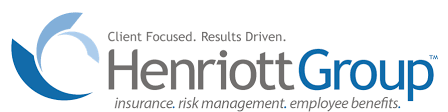 Client Focused. Results Driven.
HenriottGroup™
insurance. risk management. employee benefits.